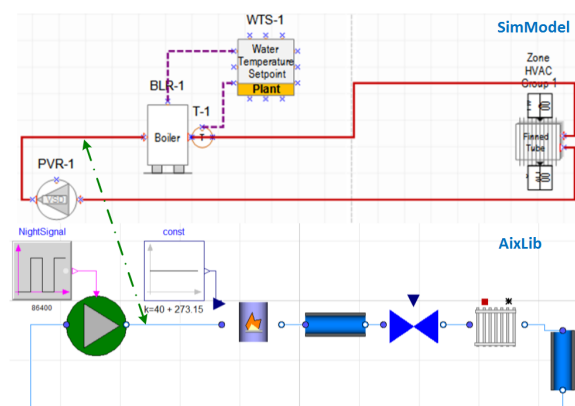 WTS-1
SimModel
Water
Temperature
Setpoint
Plant
Zone
HVAC
Group 1
BLR-1
T-1
Boiler
T
Finned
Tube
PVR-1
VSD
NightSignal
const
AixLib
86400
k=40 + 273.15